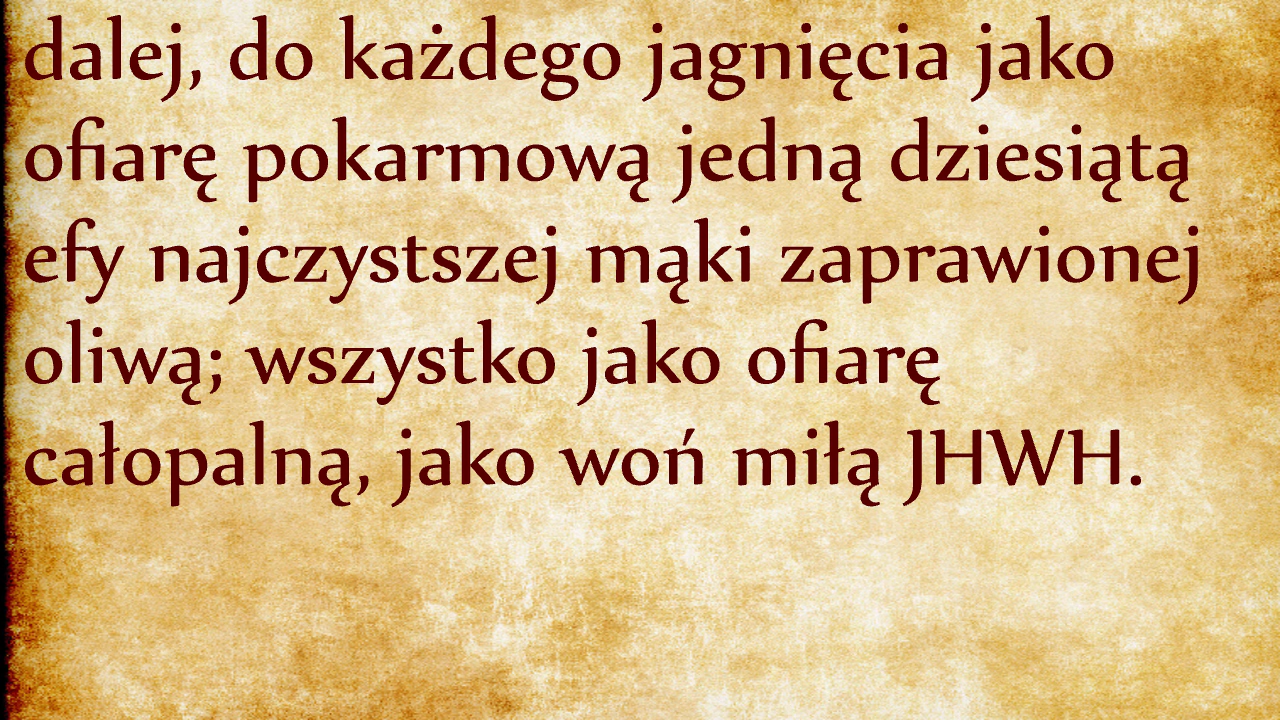 dalej, do każdego jagnięcia jako
ofiarę pokarmową jedną dziesiątą
efy najczystszej mąki zaprawionej
oliwą; wszystko jako ofiarę
całopalną, jako woń miłą JHWH.